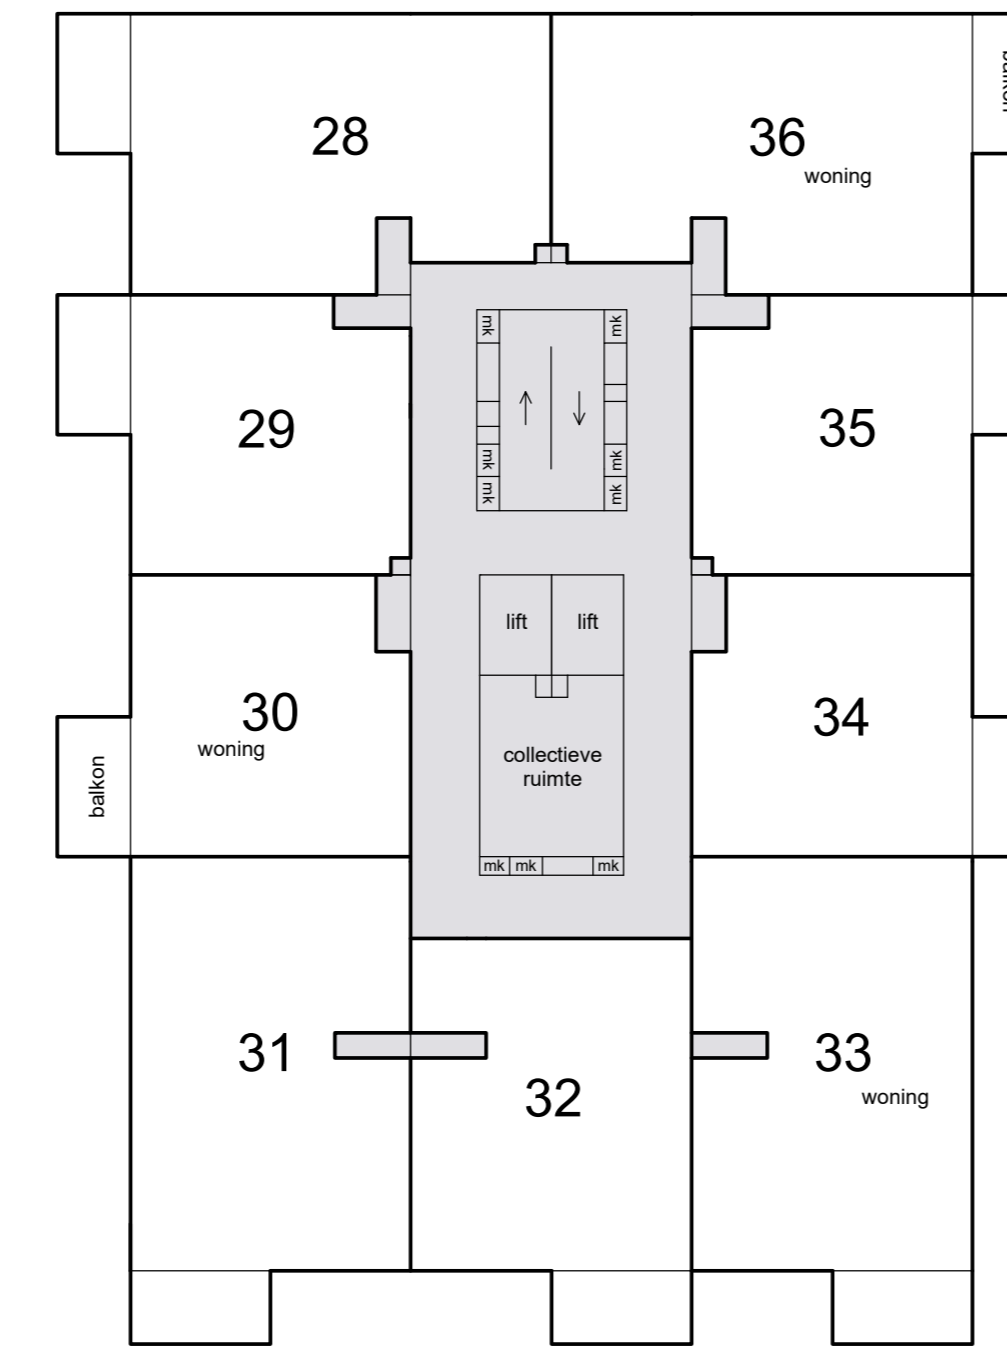 28
36
woning
mk
mk
29
35
mk
mk
mk
mk
lift
lift
30
woning
34
collectieve
ruimte
balkon
mk
mk
mk
31
33
32
woning